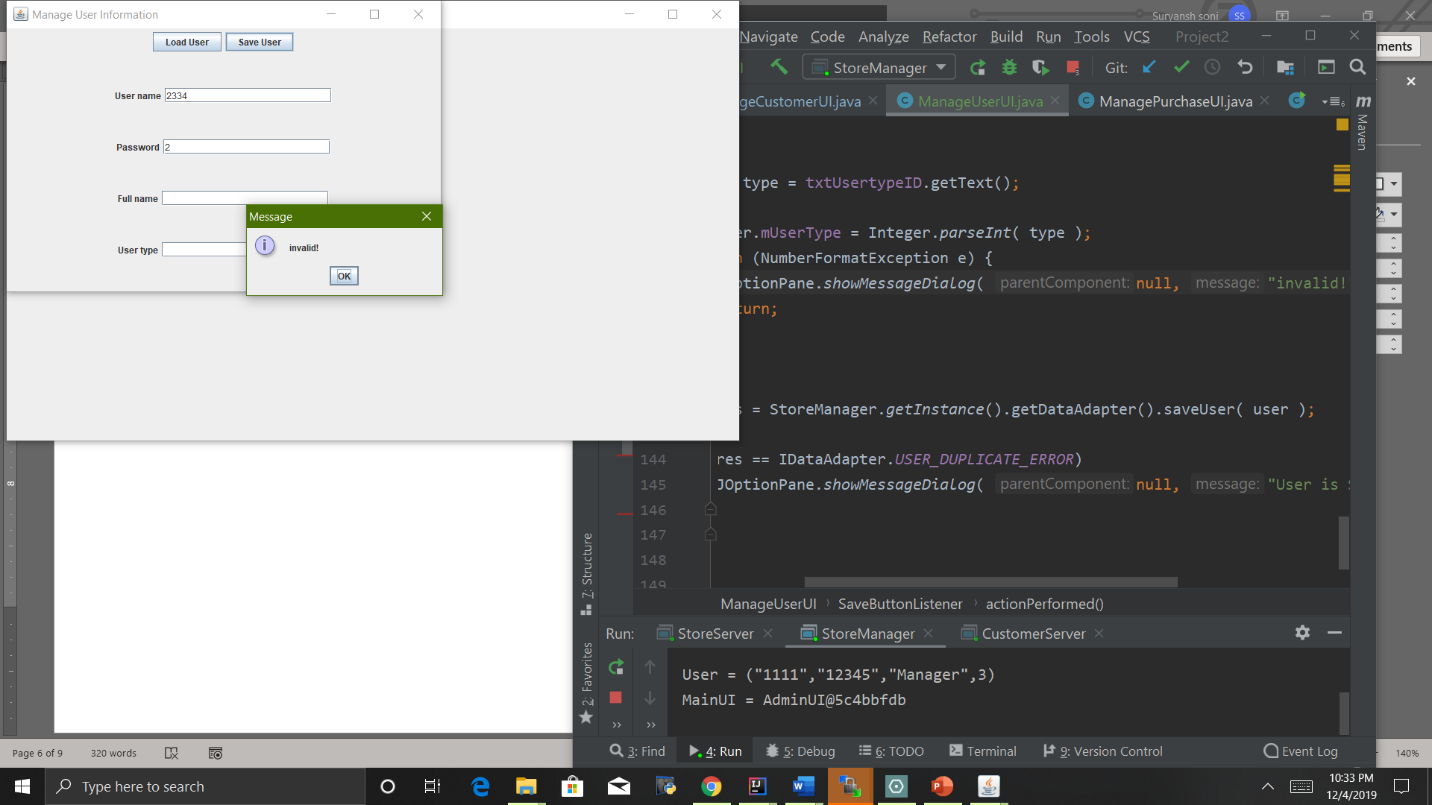 Manage User Information
Load User
Save User
User name 2334
Password 2
Full name
User type
Message
invalid!
OK
Suryansh soni
SS
ments
Navigate Code Analyze Refactor Build Run Tools VCS Project2
StoreManager
Git:
geCustomerUI.java
ManageUserUI.java
ManagePurchaseUI.java
6
m
Maven
type = txtUsertypeID.getText();
er.mUserType = Integer.parseInt( type );
(NumberFormatException e) {
ptionPane.showMessageDialog( parentComponent: null, message: "invalid!
turn;
= StoreManager.getInstance().getDataAdapter().saveUser( user );
144 res == IDataAdapter.USER_DUPLICATE_ERROR)
145 JOptionPane.showMessageDialog( parentComponent: null, message: "User is
146
147
148
149
ManageUserUI › SaveButtonListener › actionPerformed()
7: Structure
2: Favorites
Run: StoreServer StoreManager CustomerServer
User = ("1111","12345","Manager",3)
MainUI = AdminUI@5c4bbfdb
3: Find 4: Run 5: Debug 6: TODO Terminal 9: Version Control Event Log
8
Page 6 of 9 320 words
140%
Type here to search
10:33 PM
12/4/2019